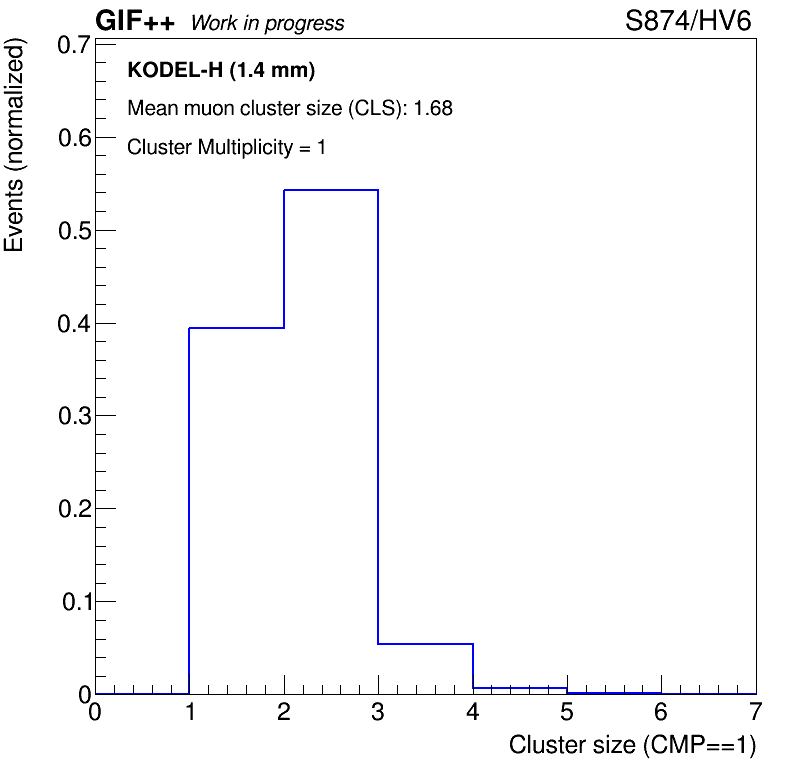 GIF++ Work in progress S874/HV6
KODEL-H (1.4 mm)
Mean muon cluster size (CLS): 1.68
Cluster Multiplicity = 1
Events (normalized)
0.7
0.6
0.5
0.4
0.3
0.2
0.1
0
0 1 2 3 4 5 6 7
Cluster size (CMP==1)